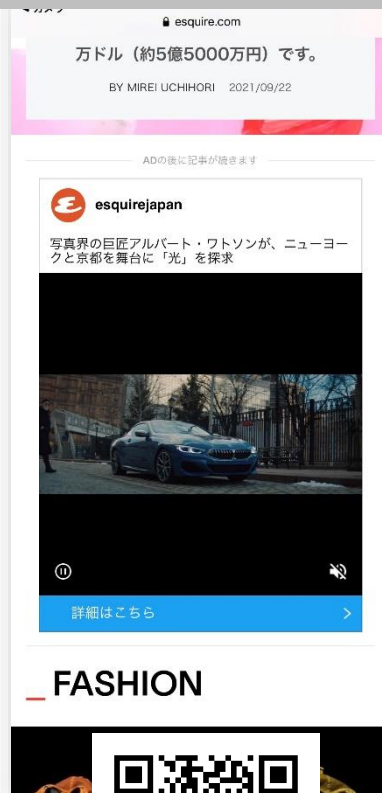 esquire.com
万ドル（約5億5000万円）です。
BY MIREI UCHIHORI 2021/09/22
ADの後に記事が続きます
esquirejapan
写真界の巨匠アルバート・ワトソンが、ニューヨー
クと京都を舞台に「光」を探求
詳細はこちら
FASHION